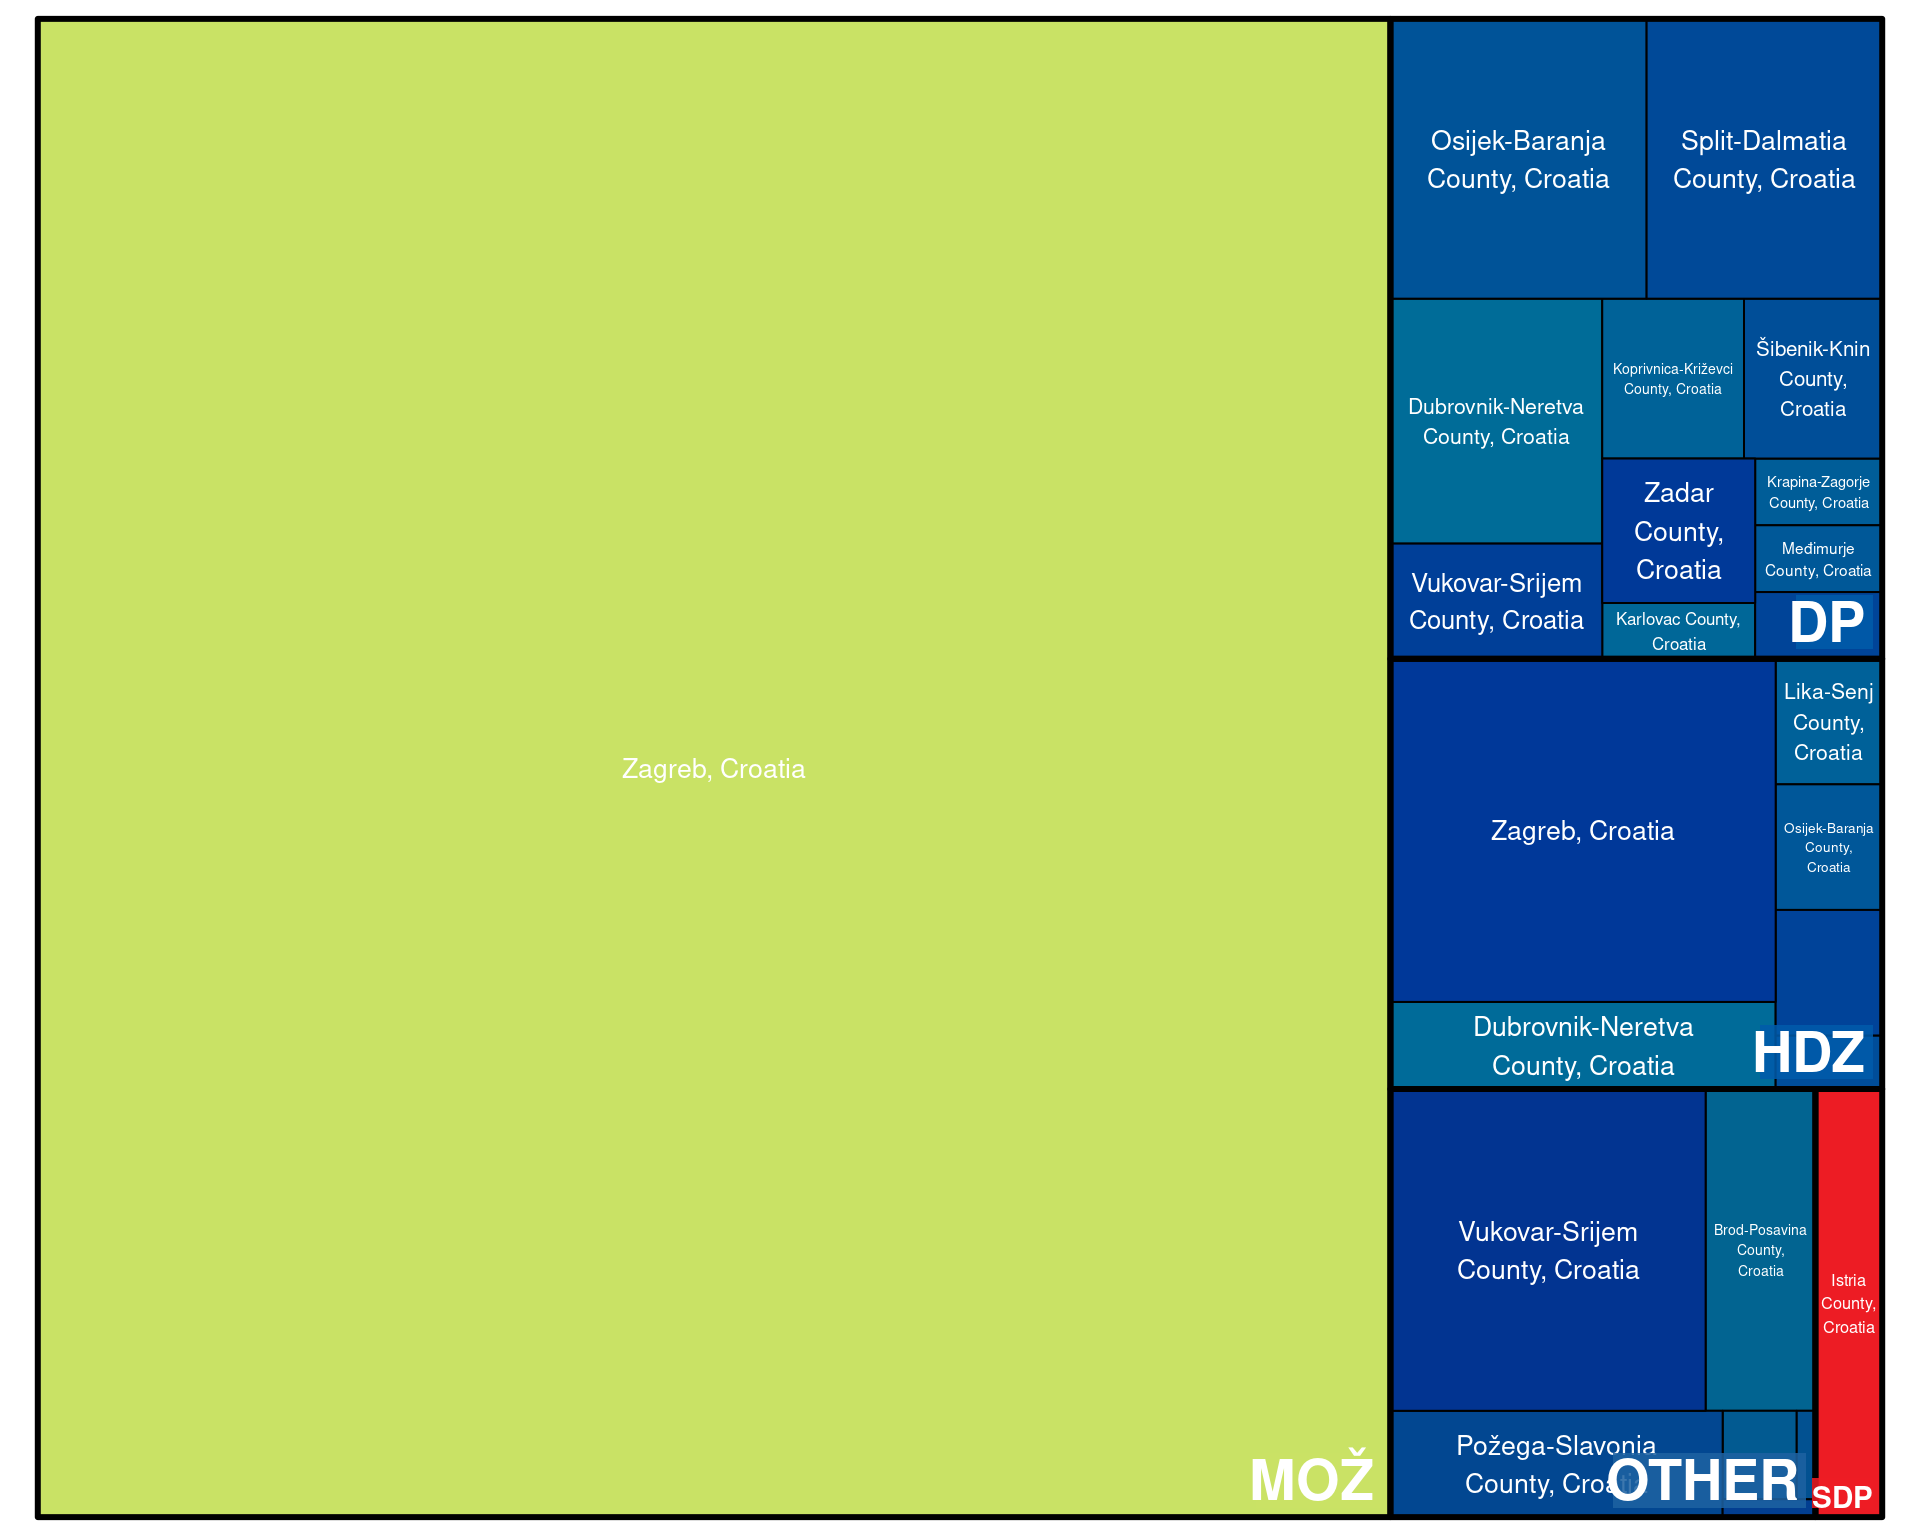 Zagreb, Croatia
MOŽ
Osijek-Baranja
County, Croatia
Split-Dalmatia
County, Croatia
Dubrovnik-Neretva
County, Croatia
Koprivnica-Križevci
County, Croatia
Šibenik-Knin
County,
Croatia
Zadar
County,
Croatia
Krapina-Zagorje
County, Croatia
Međimurje
County, Croatia
Vukovar-Srijem
County, Croatia
Karlovac County,
Croatia
DP
Zagreb, Croatia
Lika-Senj
County,
Croatia
Osijek-Baranja
County,
Croatia
Dubrovnik-Neretva
County, Croatia
HDZ
Vukovar-Srijem
County, Croatia
Brod-Posavina
County,
Croatia
Požega-Slavonia
County, Croatia
OTHER
Istria
County,
Croatia
SDP